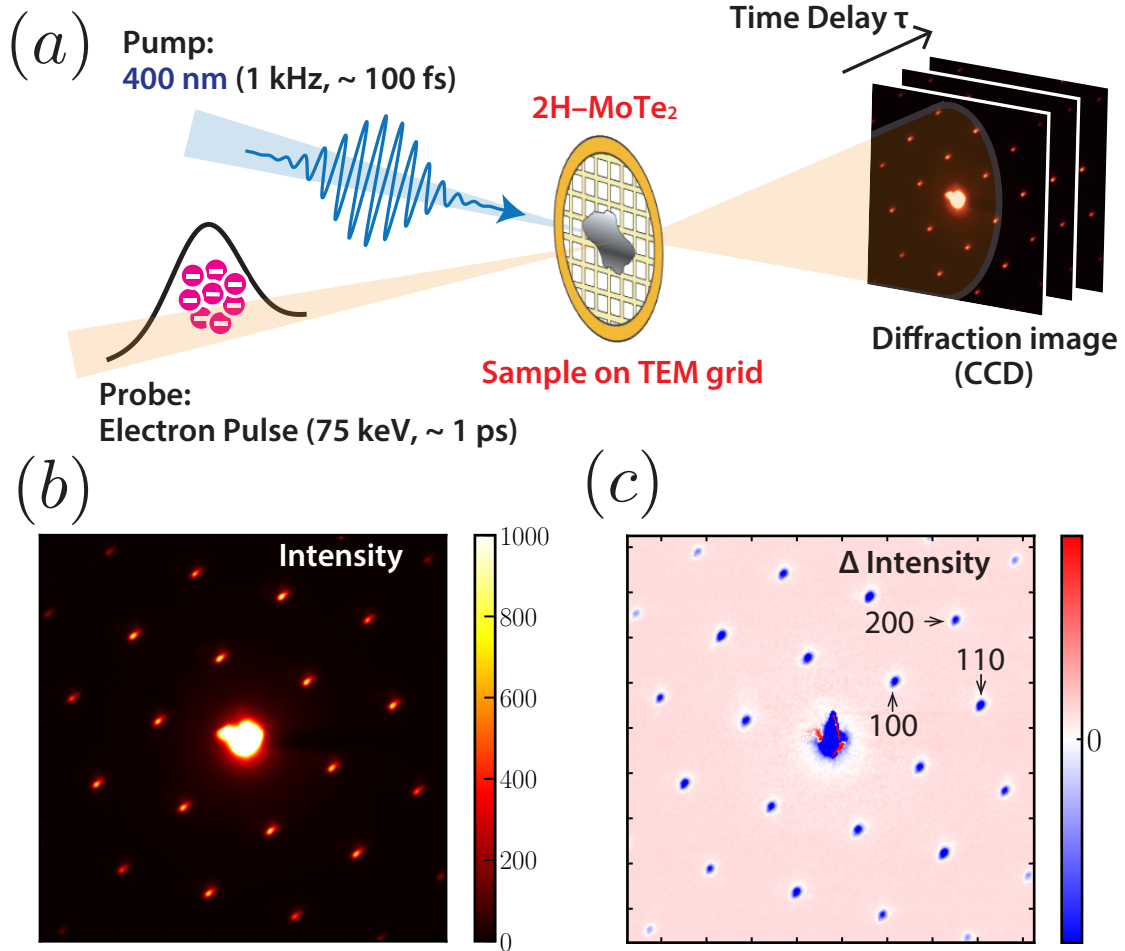 (a)
Pump:
400 nm (1 kHz, ~ 100 fs)
Time Delay τ
2H–MoTe₂
Sample on TEM grid
Diffraction image
(CCD)
Probe:
Electron Pulse (75 keV, ~ 1 ps)
(b)
Intensity
1000
800
600
400
200
0
(c)
Δ Intensity
200
110
100
0